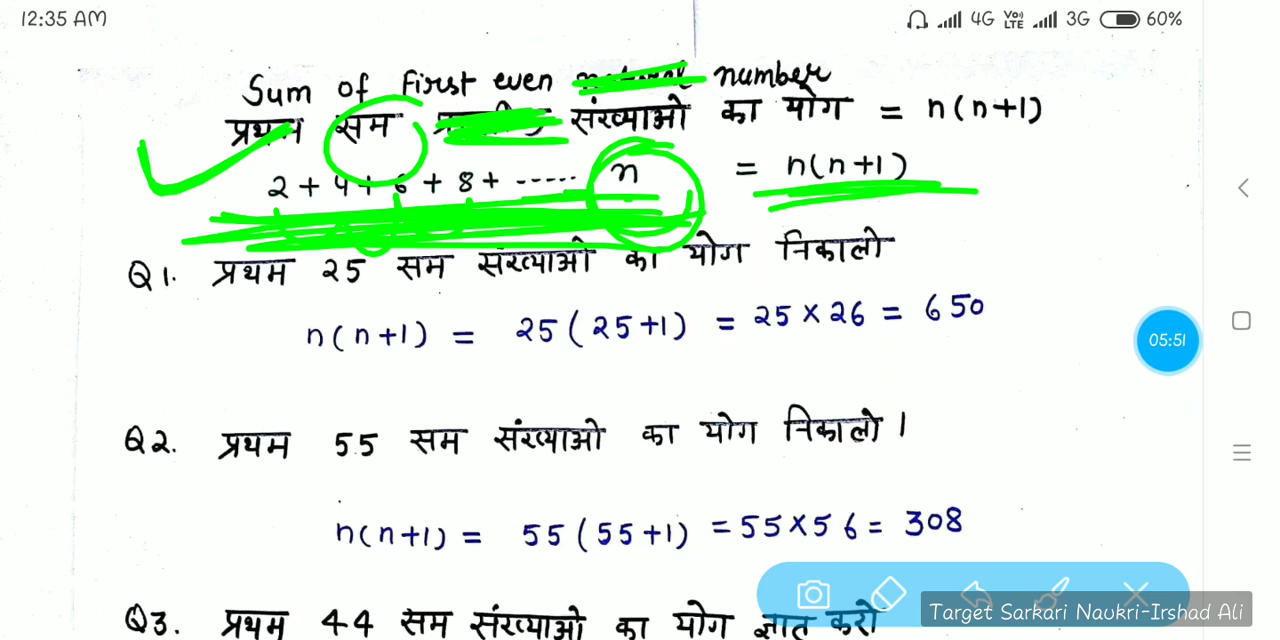 12:35 AM 4G VoD LTE 3G 60%
Sum of first even number
प्रथम सम संख्याओ का योग = n(n+1)
2 + 4 + 6 + 8 + ...... n = n(n+1)
Q1. प्रथम 25 सम संख्याओ का योग निकालो
n(n+1) = 25(25+1) = 25×26 = 650
05:51
Q2. प्रथम 55 सम संख्याओ का योग निकालो।
n(n+1) = 55(55+1) = 55×56 = 308
Q3. प्रथम 44 सम संख्याओ का योग ज्ञात करो
Target Sarkari Naukri-Irshad Ali